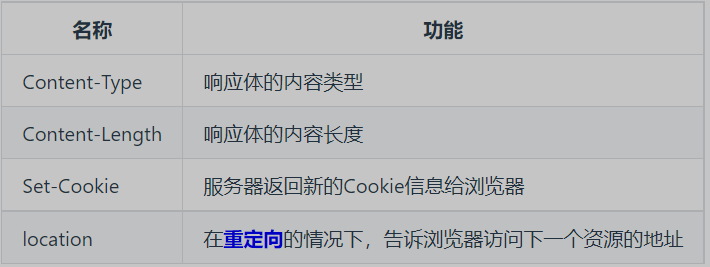 名称 功能
Content-Type 响应体的内容类型
Content-Length 响应体的内容长度
Set-Cookie 服务器返回新的Cookie信息给浏览器
location 在重定向的情况下，告诉浏览器访问下一个资源的地址